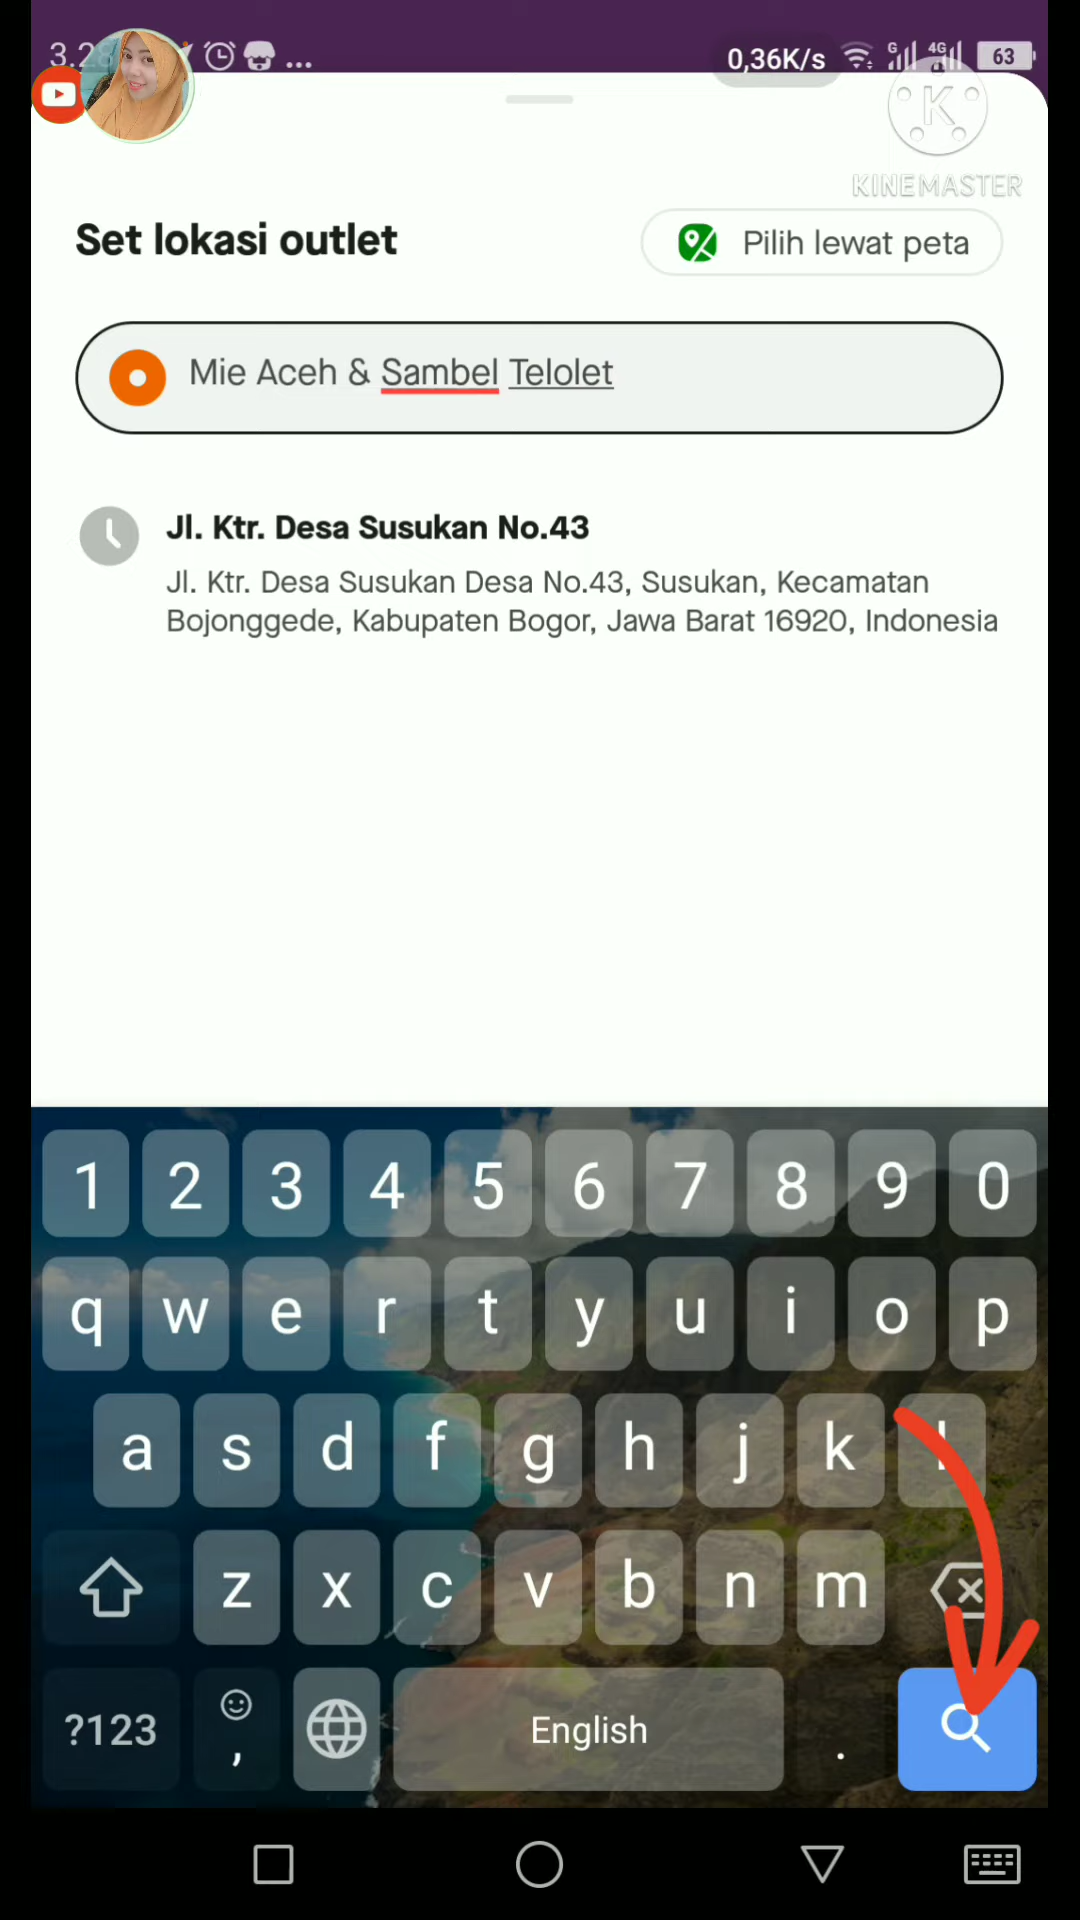 0,36K/s
G
4G
63
K
KINEMASTER
Set lokasi outlet
Pilih lewat peta
Mie Aceh & Sambel Telolet
Jl. Ktr. Desa Susukan No.43
Jl. Ktr. Desa Susukan Desa No.43, Susukan, Kecamatan
Bojonggede, Kabupaten Bogor, Jawa Barat 16920, Indonesia
1 2 3 4 5 6 7 8 9 0
q w e r t y u i o p
a s d f g h j k l
z x c v b n m
?123 , English .